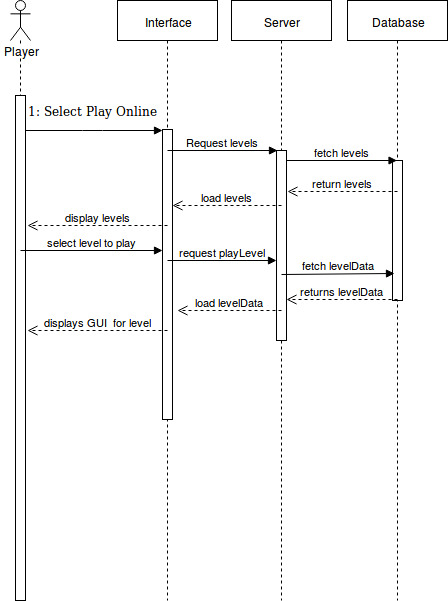 Interface
Server
Database
Player
1: Select Play Online
Request levels
fetch levels
return levels
load levels
display levels
select level to play
request playLevel
fetch levelData
returns levelData
load levelData
displays GUI  for level